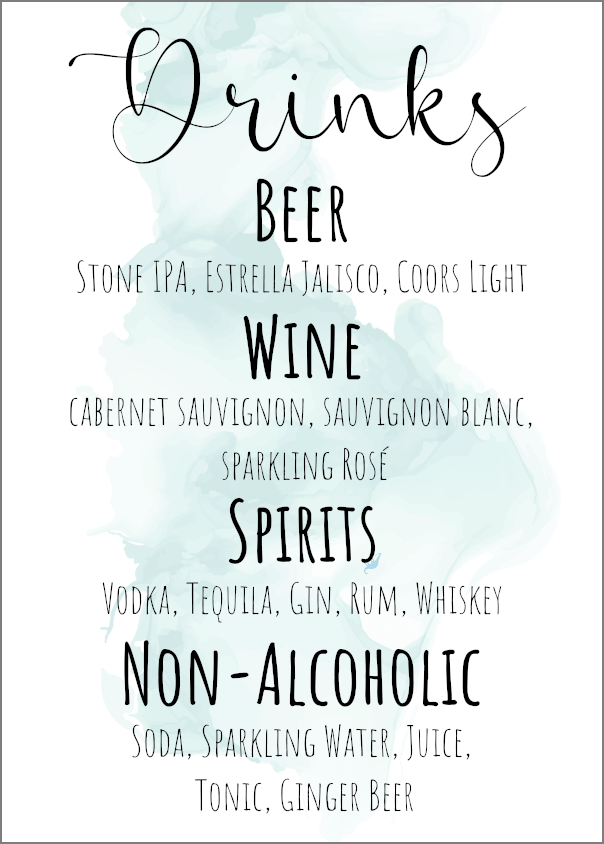 Drinks
BEER
STONE IPA, ESTRELLA JALISCO, COORS LIGHT
WINE
CABERNET SAUVIGNON, SAUVIGNON BLANC,
SPARKLING ROSÉ
SPIRITS
VODKA, TEQUILA, GIN, RUM, WHISKEY
NON-ALCOHOLIC
SODA, SPARKLING WATER, JUICE,
TONIC, GINGER BEER